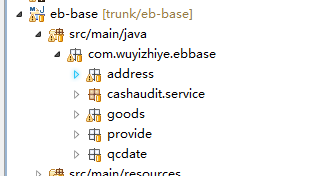 eb-base [trunk/eb-base]
src/main/java
com.wuyizhiye.ebbase
address
cashaudit.service
goods
provide
qcdate
src/main/resources